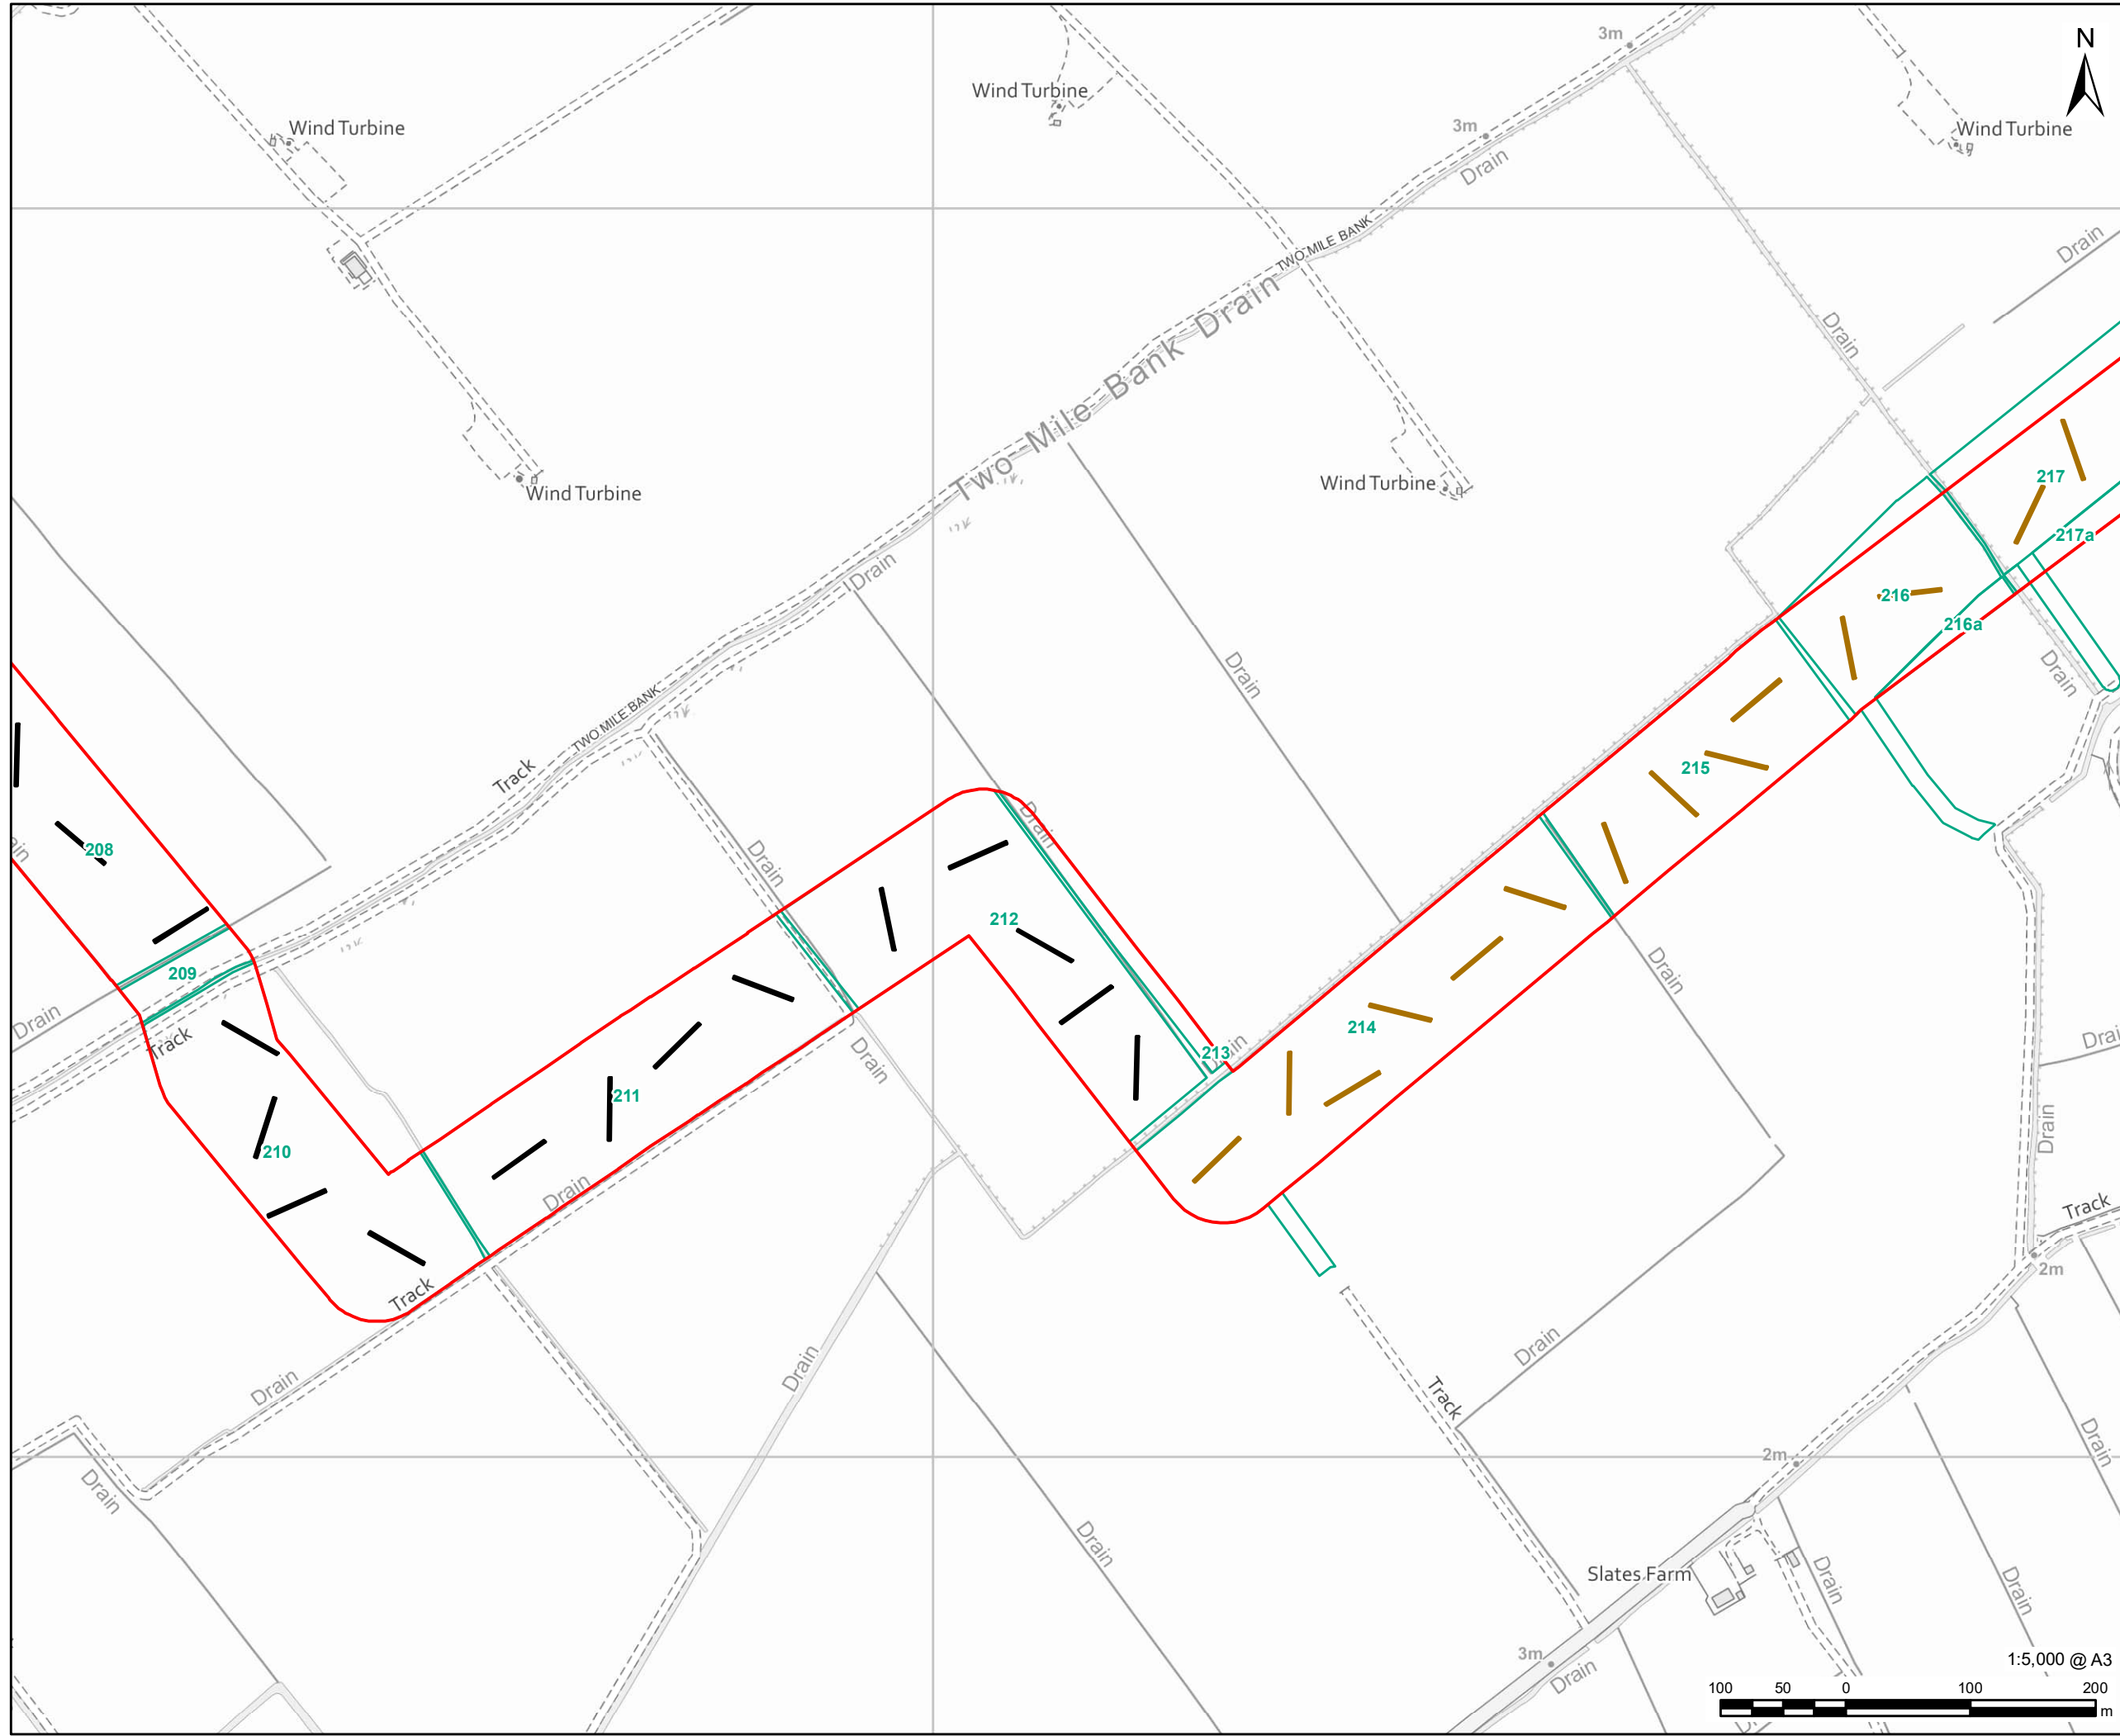 3m
N
Wind Turbine
Wind Turbine
3m
Wind Turbine
Drain
TWO MILE BANK
Drain
Two Mile Bank Drain
Drain
217
Wind Turbine
Wind Turbine
217a
Drain
216
216a
Drain
Drain
TWO MILE BANK
Track
215
Drain
Drain
208
212
209
Drain
Drain
214
Track
213
Drain
Drain
211
Drain
210
Drain
Track
Track
2m
Drain
Drain
Drain
Track
Drain
2m
Drain
Drain
Slates Farm
Drain
Drain
3m
Drain
1:5,000 @ A3
100 50 0 100 200
m